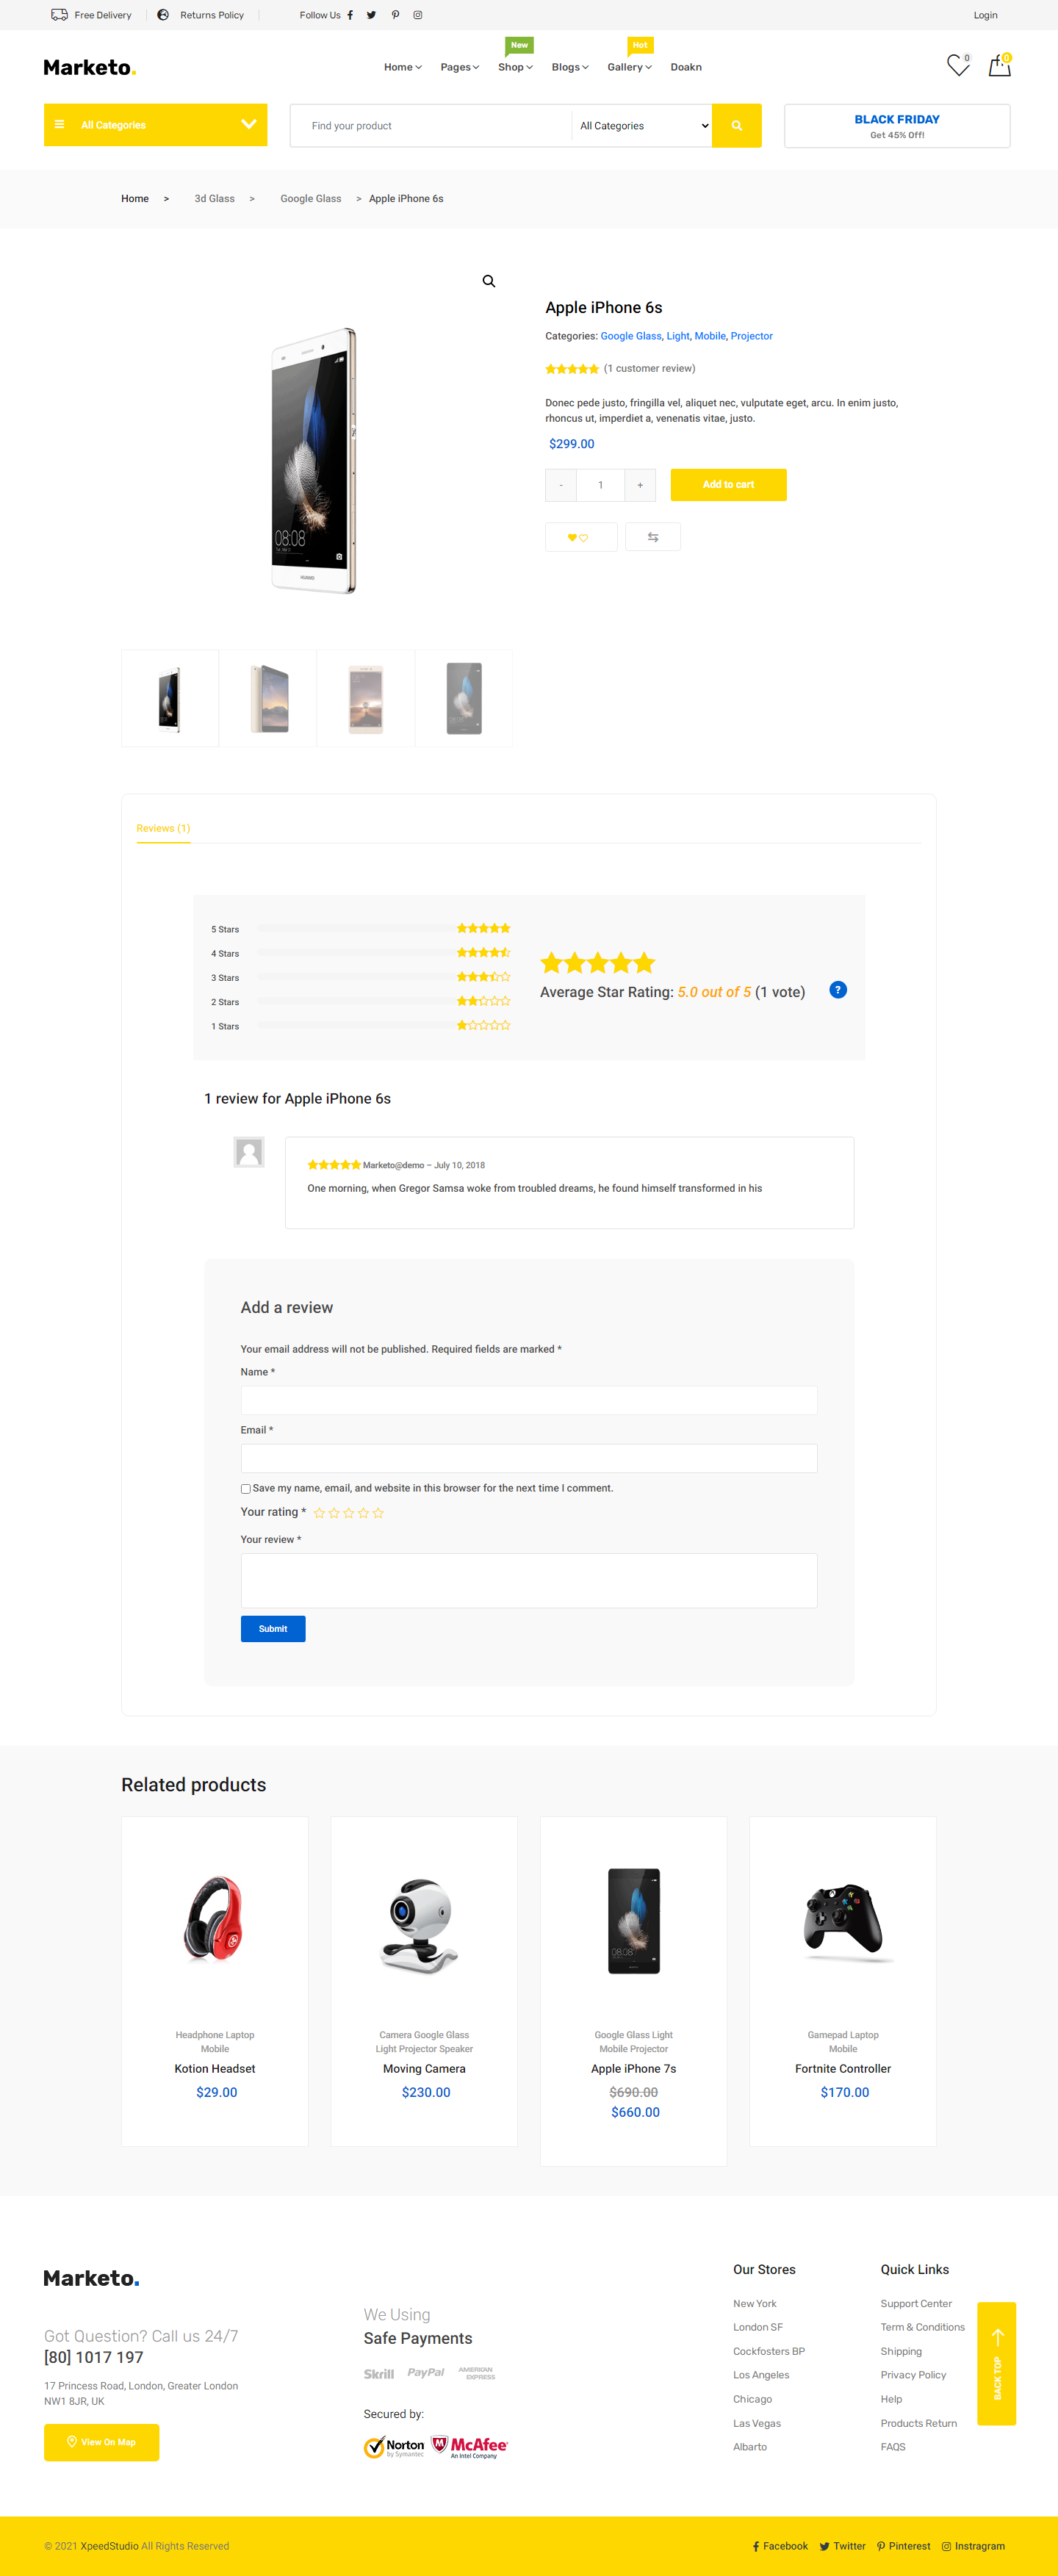 Free Delivery
Returns Policy
Follow Us
Login
Marketo.
Home
Pages
New
Shop
Blogs
Hot
Gallery
Doakn
0
0
All Categories
Find your product
All Categories
BLACK FRIDAY
Get 45% Off!
Home > 3d Glass > Google Glass > Apple iPhone 6s
Apple iPhone 6s
Categories: Google Glass, Light, Mobile, Projector
(1 customer review)
Donec pede justo, fringilla vel, aliquet nec, vulputate eget, arcu. In enim justo,
rhoncus ut, imperdiet a, venenatis vitae, justo.
$299.00
- 1 +
Add to cart
08:08
HUAWEI
Reviews (1)
5 Stars
4 Stars
3 Stars
2 Stars
1 Stars
Average Star Rating: 5.0 out of 5 (1 vote)
?
1 review for Apple iPhone 6s
Marketo@demo – July 10, 2018
One morning, when Gregor Samsa woke from troubled dreams, he found himself transformed in his
Add a review
Your email address will not be published. Required fields are marked *
Name *
Email *
Save my name, email, and website in this browser for the next time I comment.
Your rating *
Your review *
Submit
Related products
Headphone Laptop
Mobile
Kotion Headset
$29.00
Camera Google Glass
Light Projector Speaker
Moving Camera
$230.00
08:08
Google Glass Light
Mobile Projector
Apple iPhone 7s
$690.00
$660.00
Gamepad Laptop
Mobile
Fortnite Controller
$170.00
Marketo.
Got Question? Call us 24/7
[80] 1017 197
17 Princess Road, London, Greater London
NW1 8JR, UK
View On Map
We Using
Safe Payments
Skrill
PayPal
AMERICAN
EXPRESS
Secured by:
Norton
by Symantec
McAfee
An Intel Company
Our Stores
New York
London SF
Cockfosters BP
Los Angeles
Chicago
Las Vegas
Albarto
Quick Links
Support Center
Term & Conditions
Shipping
Privacy Policy
Help
Products Return
FAQS
BACK TOP
© 2021 XpeedStudio All Rights Reserved
Facebook
Twitter
Pinterest
Instragram